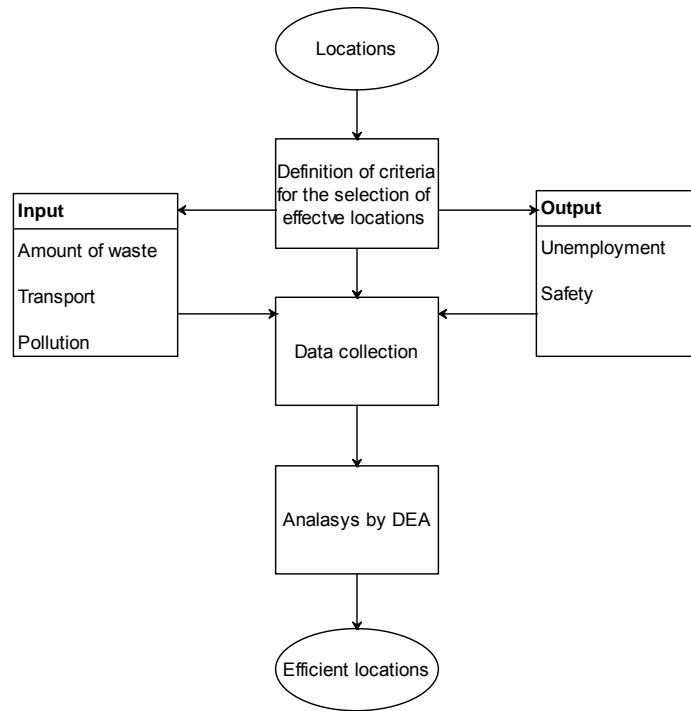 Locations
Definition of criteria
for the selection of
effectve locations
Input
Amount of waste
Transport
Pollution
Output
Unemployment
Safety
Data collection
Analasys by DEA
Efficient locations